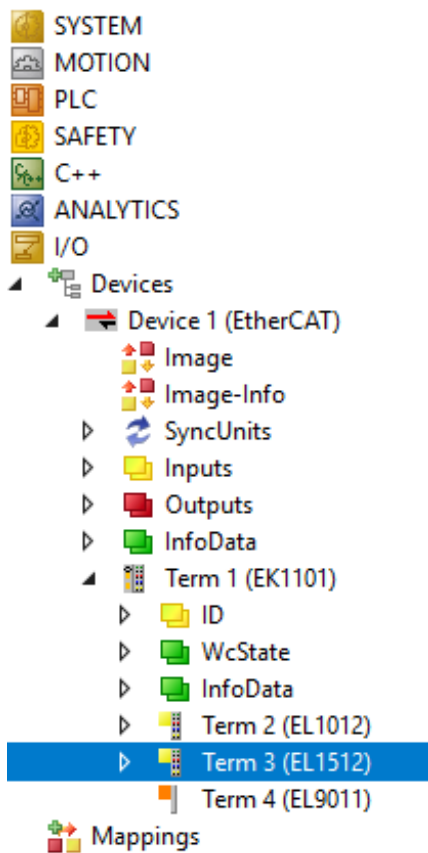 SYSTEM
MOTION
PLC
SAFETY
C++
ANALYTICS
I/O
Devices
Device 1 (EtherCAT)
Image
Image-Info
SyncUnits
Inputs
Outputs
InfoData
Term 1 (EK1101)
ID
WcState
InfoData
Term 2 (EL1012)
Term 3 (EL1512)
Term 4 (EL9011)
Mappings